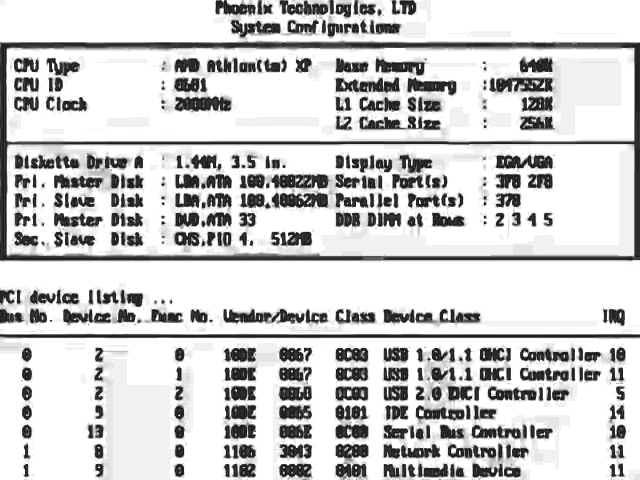 Phoenix Technologies, LTD
System Configurations
CPU Type : AMD Athlon(tm) XP Base Memory : 640K
CPU ID : 0681 Extended Memory : 1047552K
CPU Clock : 2000MHz L1 Cache Size : 128K
L2 Cache Size : 256K
Diskette Drive A : 1.44M, 3.5 in. Display Type : EGA/VGA
Pri. Master Disk : LBA,ATA 100, Serial Port(s) : 3F8 2F8
Pri. Slave Disk : LBA,ATA 100, Parallel Port(s) : 378
Pri. Master Disk : DVD,ATA 33 DDR DIMM at Rows : 2 3 4 5
Sec. Slave Disk : CHS,PIO 4, 512MB
PCI device listing ...
Bus No. Device No. Func No. Vendor/Device Class Device Class IRQ
0 2 0 10DE 0067 0C03 USB 1.0/1.1 OHCI Controller 10
0 2 1 10DE 0067 0C03 USB 1.0/1.1 OHCI Controller 11
0 2 2 10DE 0068 0C03 USB 2.0 EHCI Controller 5
0 9 0 10DE 0065 0101 IDE Controller 14
0 13 0 10DE 006E 0C00 Serial Bus Controller 10
1 8 0 1106 3043 0200 Network Controller 11
1 9 0 1102 0002 0401 Multimedia Device 11